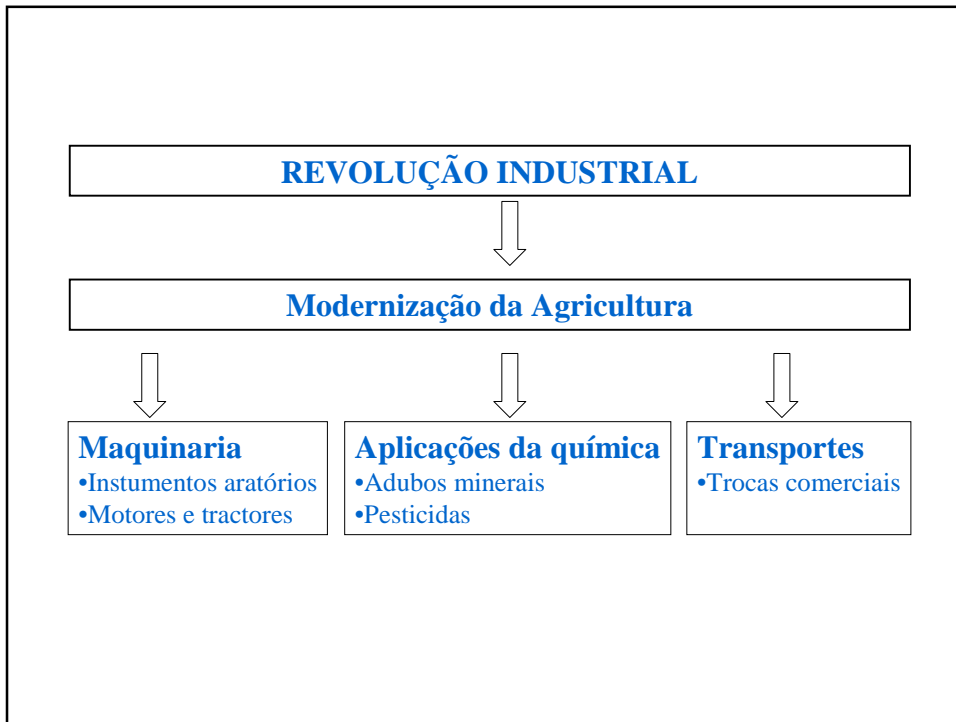 REVOLUÇÃO INDUSTRIAL
Modernização da Agricultura
Maquinaria
•Instumentos aratórios
•Motores e tractores
Aplicações da química
•Adubos minerais
•Pesticidas
Transportes
•Trocas comerciais